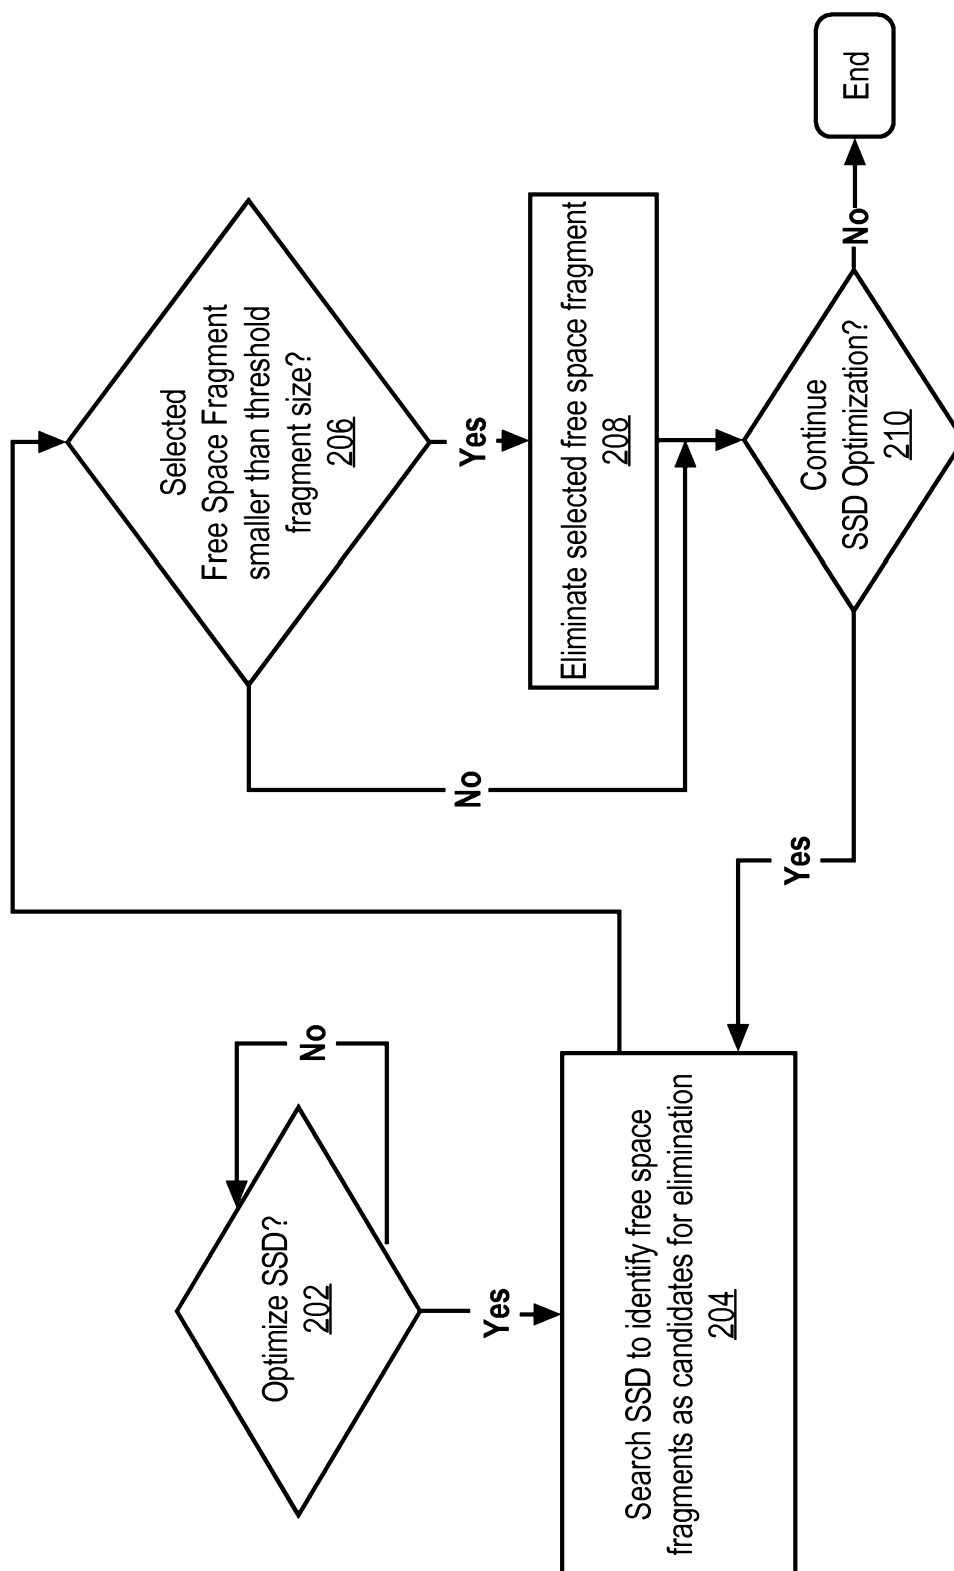 Optimize SSD?
202
No
Yes
Search SSD to identify free space
fragments as candidates for elimination
204
Selected
Free Space Fragment
smaller than threshold
fragment size?
206
No
Yes
Eliminate selected free space fragment
208
Continue
SSD Optimization?
210
Yes
No
End